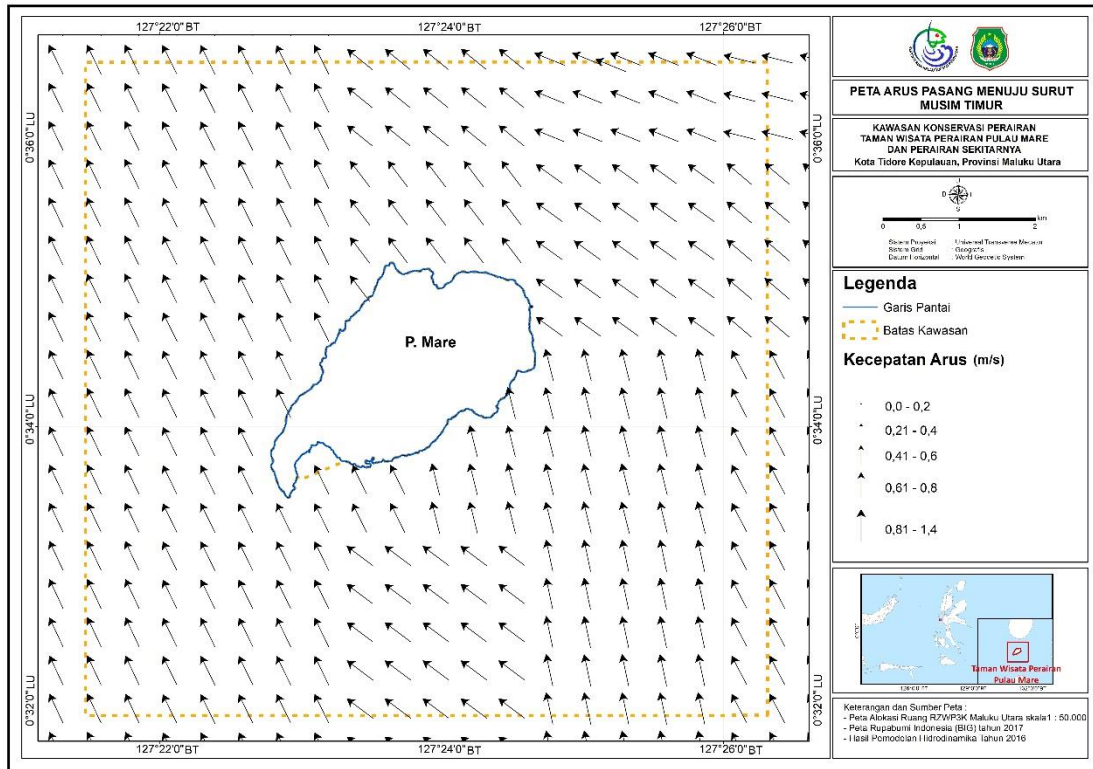 127°22'0"BT
127°24'0"BT
127°26'0"BT
0°36'0"LU
0°34'0"LU
0°32'0"LU
P. Mare
0°36'0"LU
0°34'0"LU
0°32'0"LU
127°22'0"BT
127°24'0"BT
127°26'0"BT
PETA ARUS PASANG MENUJU SURUT
MUSIM TIMUR
KAWASAN KONSERVASI PERAIRAN
TAMAN WISATA PERAIRAN PULAU MARE
DAN PERAIRAN SEKITARNYA
Kota Tidore Kepulauan, Provinsi Maluku Utara
S
km
0 0,5 1 2
Sistem Proyeksi : Universal Transverse Mecator
Sistem Grid : Geografis
Datum Horizontal : World Geodetic System
Legenda
Garis Pantai
Batas Kawasan
Kecepatan Arus (m/s)
0,0 - 0,2
0,21 - 0,4
0,41 - 0,6
0,61 - 0,8
0,81 - 1,4
Taman Wisata Perairan
Pulau Mare
Keterangan dan Sumber Peta :
- Peta Alokasi Ruang RZWP3K Maluku Utara skala1 : 50.000
- Peta Rupabumi Indonesia (BIG) tahun 2017
- Hasil Pemodelan Hidrodinamika Tahun 2016